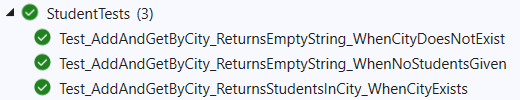 StudentTests (3)
Test_AddAndGetByCity_ReturnsEmptyString_WhenCityDoesNotExist
Test_AddAndGetByCity_ReturnsEmptyString_WhenNoStudentsGiven
Test_AddAndGetByCity_ReturnsStudentsInCity_WhenCityExists